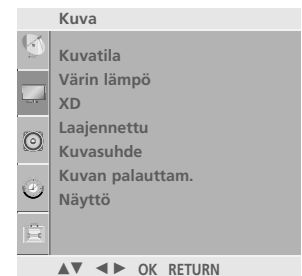 Kuva
Kuvatila
Värin lämpö
XD
Laajennettu
Kuvasuhde
Kuvan palauttam.
Näyttö
▲▼ ◄► OK RETURN